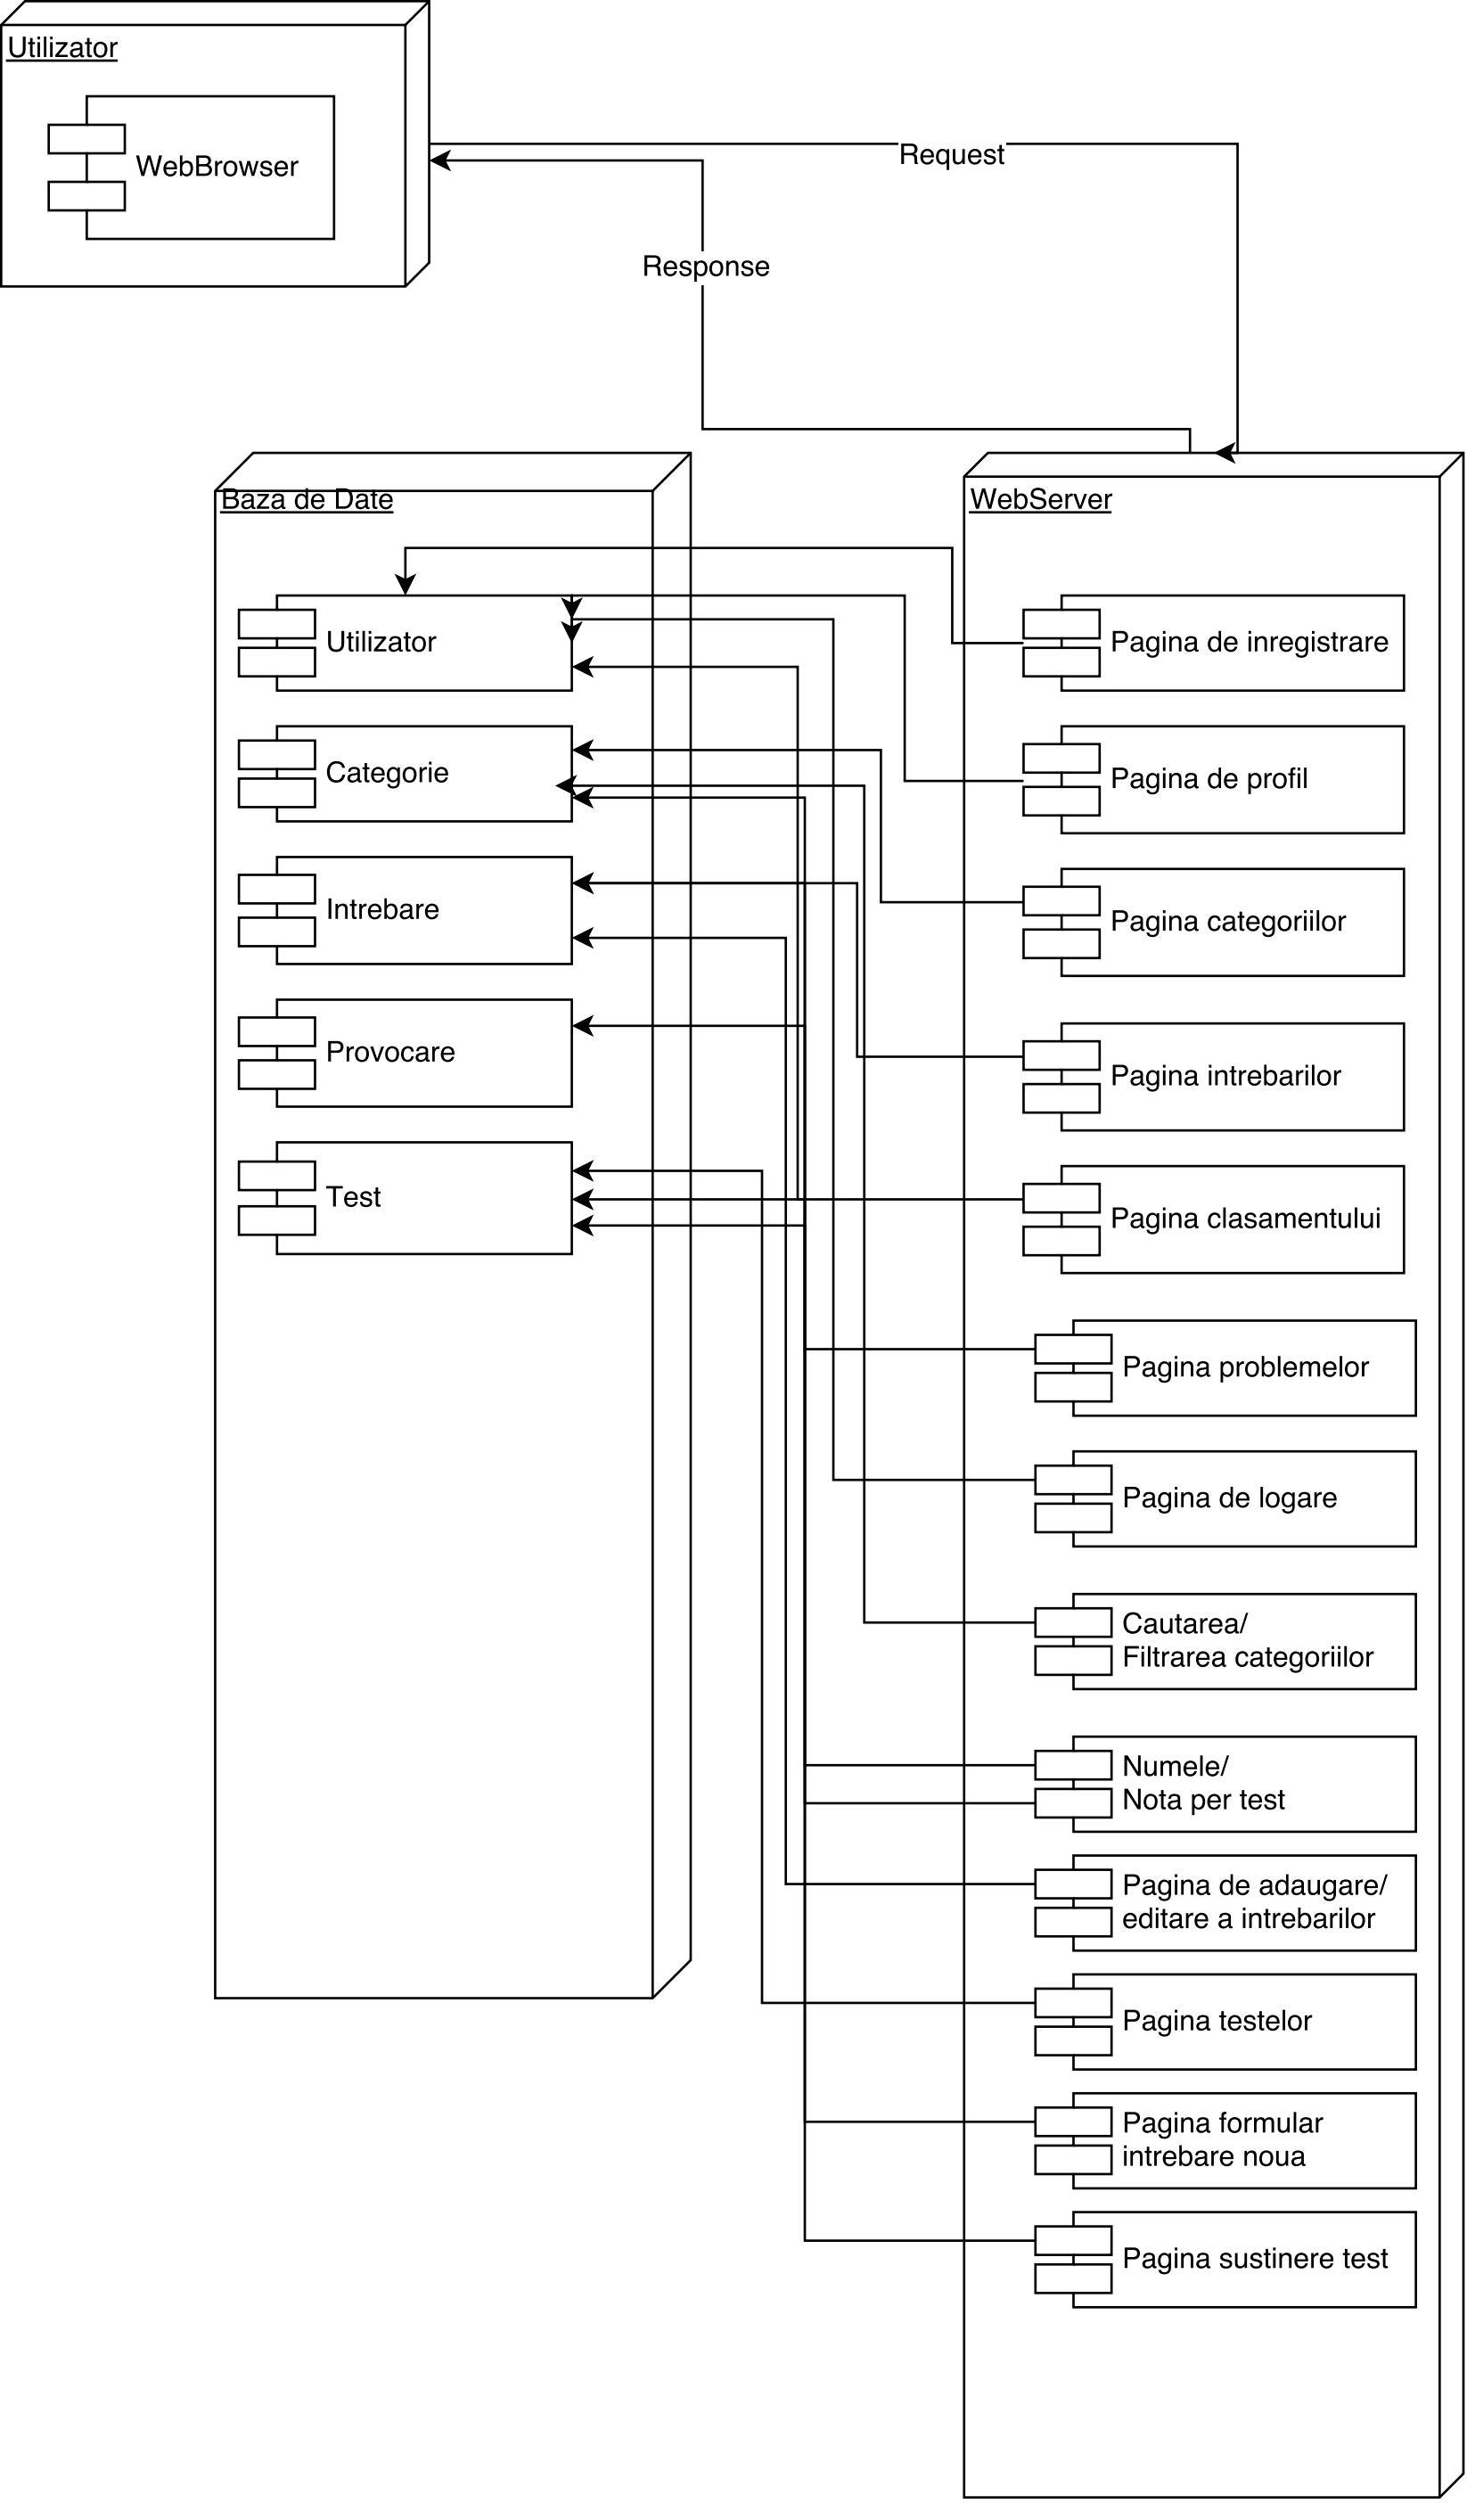 Utilizator
WebBrowser
Request
Response
Baza de Date
Utilizator
Categorie
Intrebare
Provocare
Test
WebServer
Pagina de inregistrare
Pagina de profil
Pagina categoriilor
Pagina intrebarilor
Pagina clasamentului
Pagina problemelor
Pagina de logare
Cautarea/
Filtrarea categoriilor
Numele/
Nota per test
Pagina de adaugare/
editare a intrebarilor
Pagina testelor
Pagina formular
intrebare noua
Pagina sustinere test